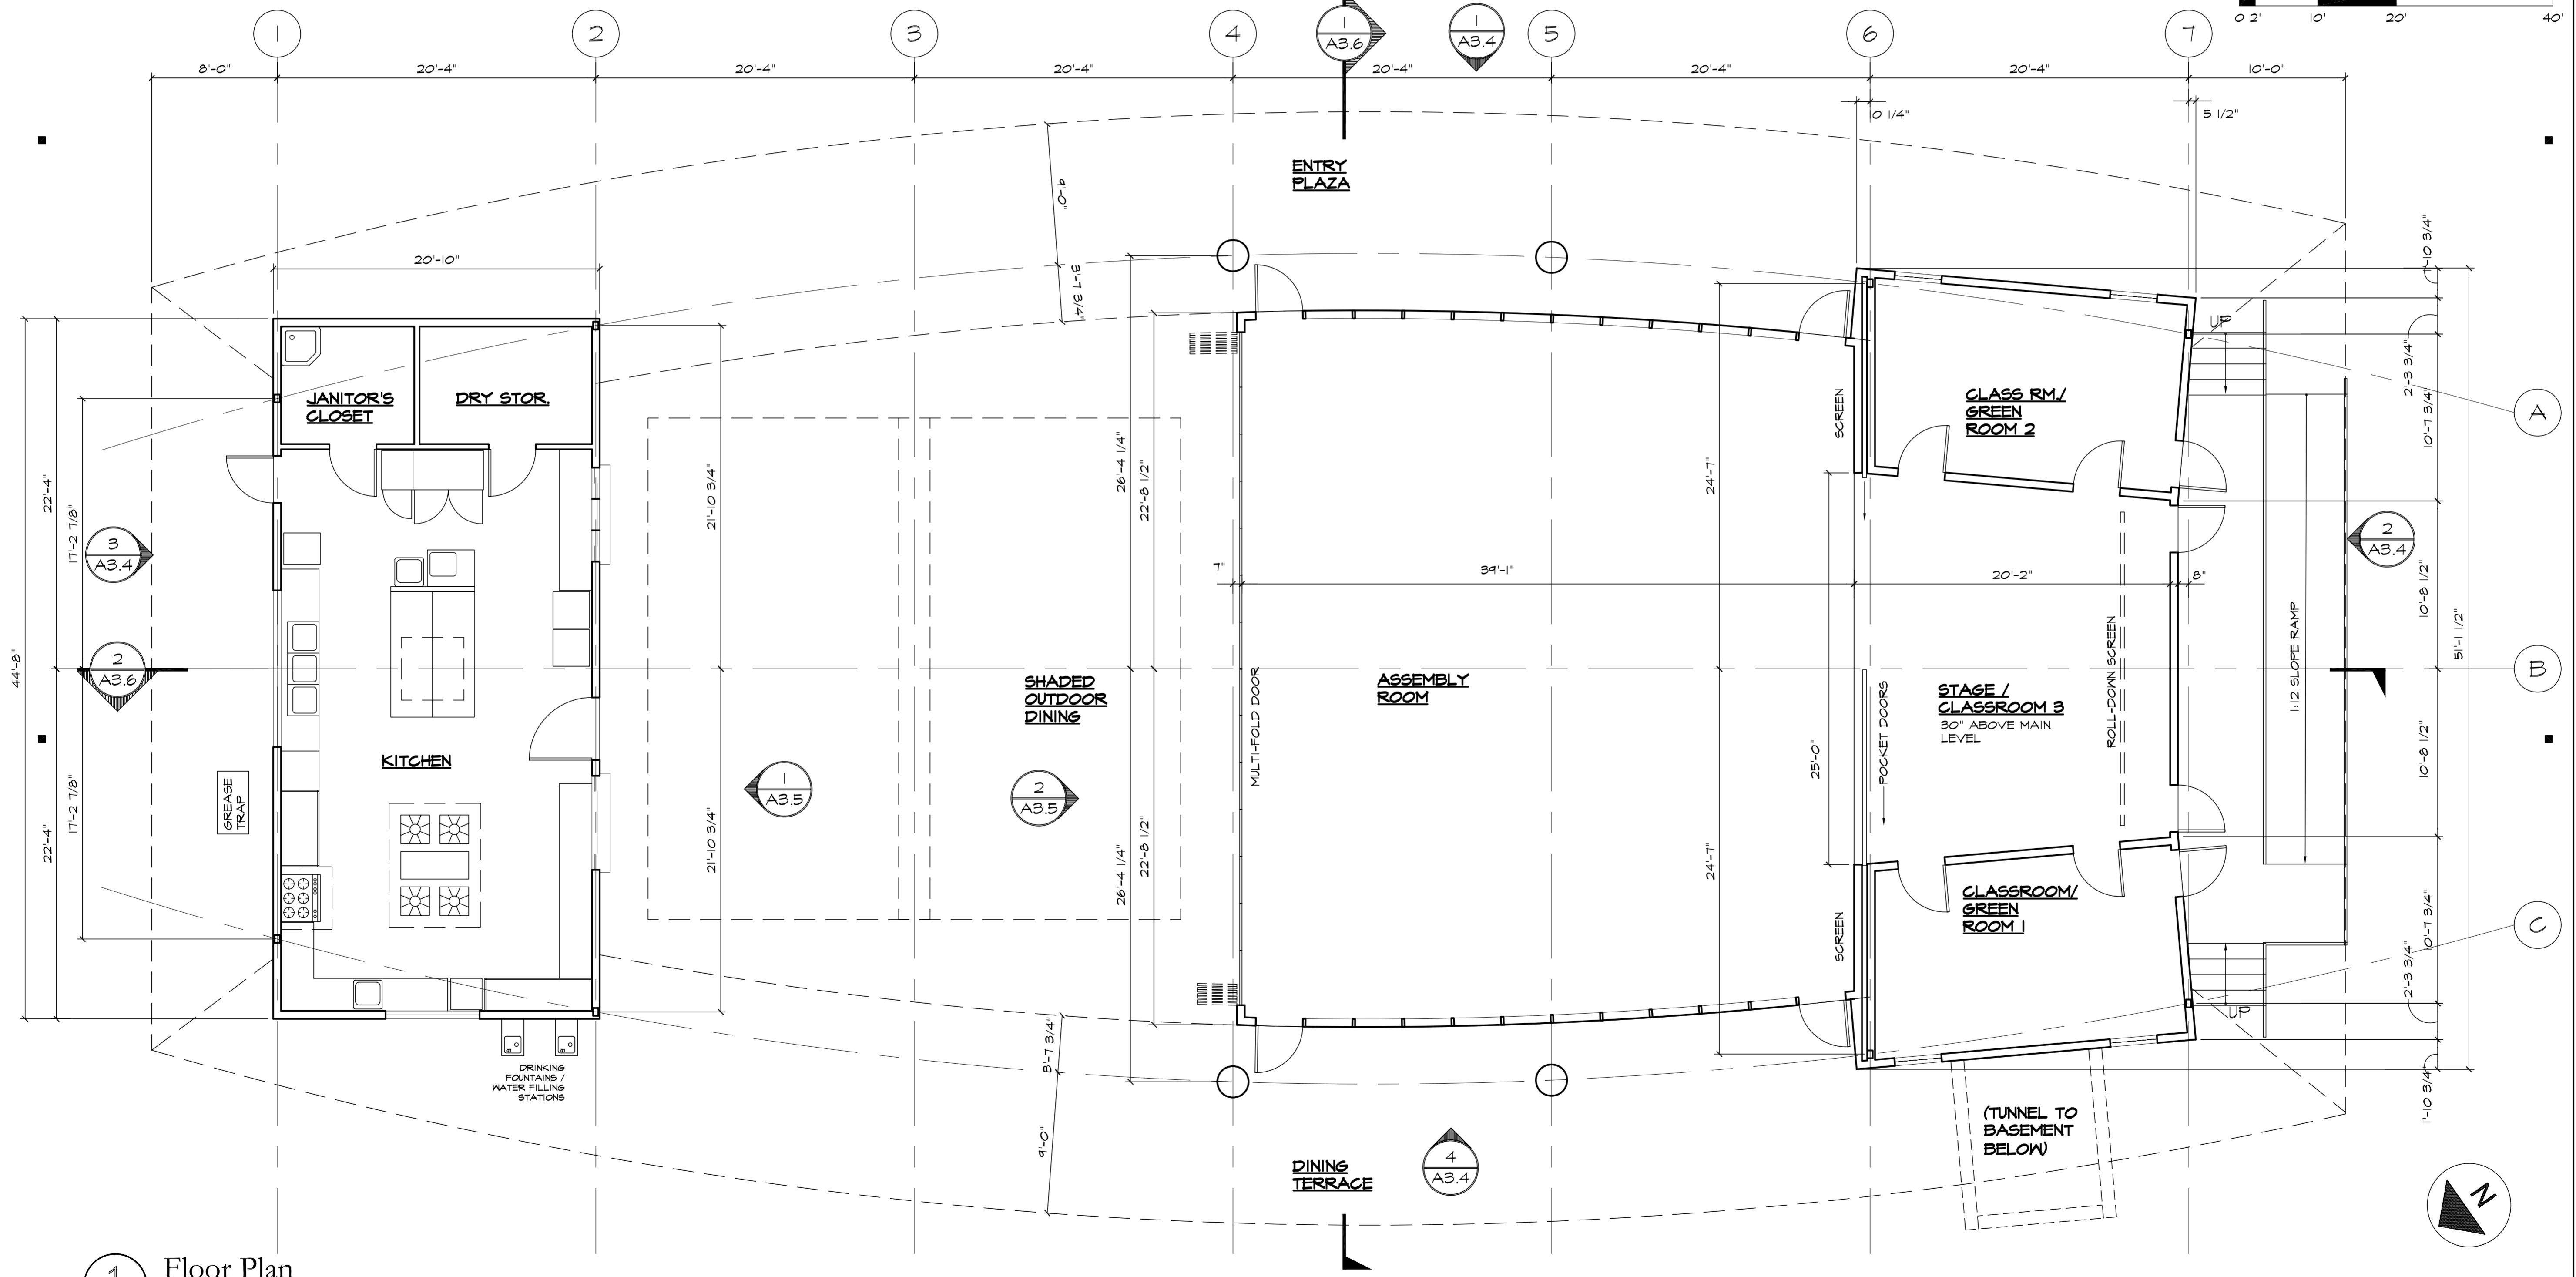 1
2
3
4
1
A3.6
1
A3.4
5
6
7
0 2' 10' 20' 40'
8'-0"
20'-4"
20'-4"
20'-4"
20'-4"
20'-4"
20'-4"
10'-0"
0 1/4"
5 1/2"
ENTRY
PLAZA
9'-0"
3'-7 3/4"
20'-10"
1'-10 3/4"
UP
JANITOR'S
CLOSET
DRY STOR.
SCREEN
CLASS RM./
GREEN
ROOM 2
2'-3 3/4"
10'-7 3/4"
A
22'-4"
17'-2 7/8"
21'-10 3/4"
26'-4 1/4"
22'-8 1/2"
24'-7"
3
A3.4
2
A3.4
7"
39'-1"
20'-2"
8"
10'-8 1/2"
51'-1 1/2"
44'-8"
2
A3.6
1:12 SLOPE RAMP
ROLL-DOWN SCREEN
B
SHADED
OUTDOOR
DINING
MULTI-FOLD DOOR
ASSEMBLY
ROOM
POCKET DOORS
STAGE /
CLASSROOM 3
30" ABOVE MAIN
LEVEL
KITCHEN
25'-0"
10'-8 1/2"
GREASE
TRAP
1
A3.5
2
A3.5
17'-2 7/8"
22'-4"
21'-10 3/4"
26'-4 1/4"
22'-8 1/2"
24'-7"
SCREEN
CLASSROOM/
GREEN
ROOM 1
10'-7 3/4"
C
2'-3 3/4"
UP
3'-7 3/4"
9'-0"
DRINKING
FOUNTAINS /
WATER FILLING
STATIONS
1'-10 3/4"
(TUNNEL TO
BASEMENT
BELOW)
DINING
TERRACE
4
A3.4
N
1
Floor Plan